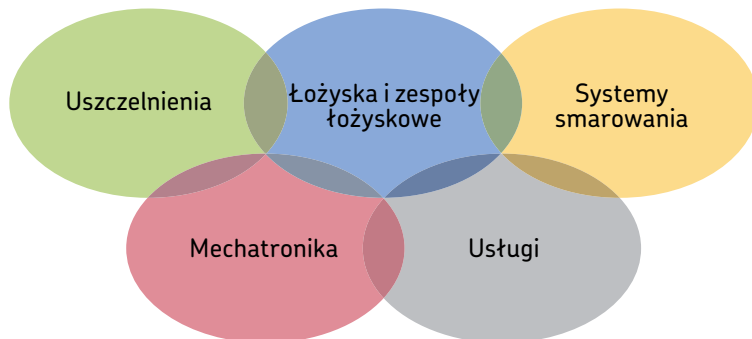 Uszczelnienia
Łożyska i zespoły
łożyskowe
Systemy
smarowania
Mechatronika
Usługi